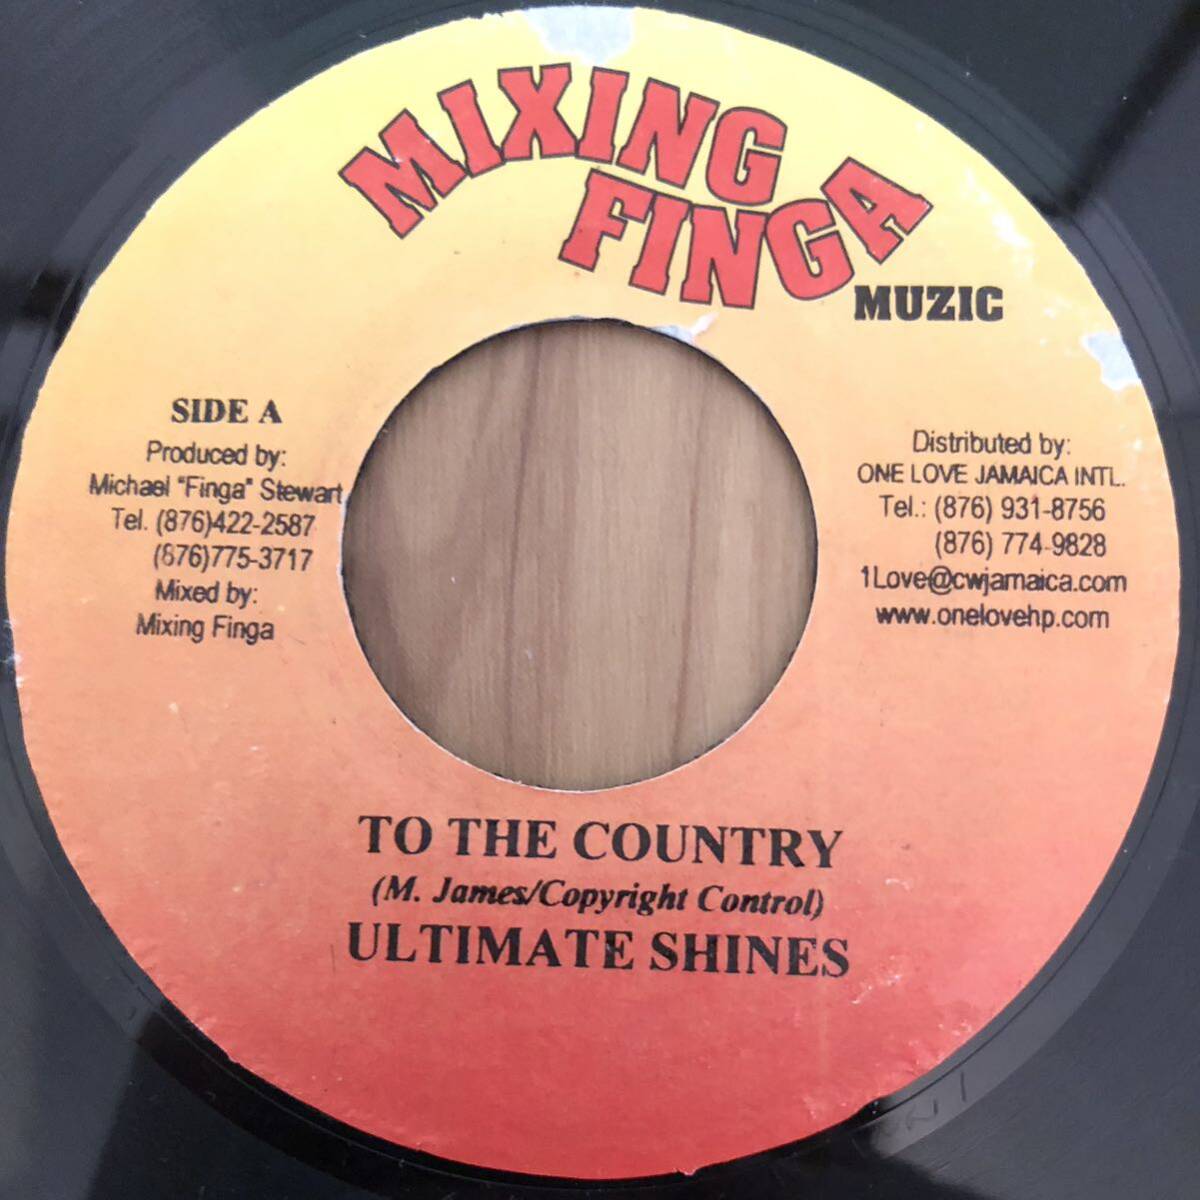 MIXING
FINGA
MUZIC
SIDE A
Produced by:
Michael "Finga" Stewart
Tel. (876)422-2587
(876)775-3717
Mixed by:
Mixing Finga
Distributed by:
ONE LOVE JAMAICA INTL.
Tel.: (876) 931-8756
(876) 774-9828
1Love@cwjamaica.com
www.onelovehp.com
TO THE COUNTRY
(M. James/Copyright Control)
ULTIMATE SHINES